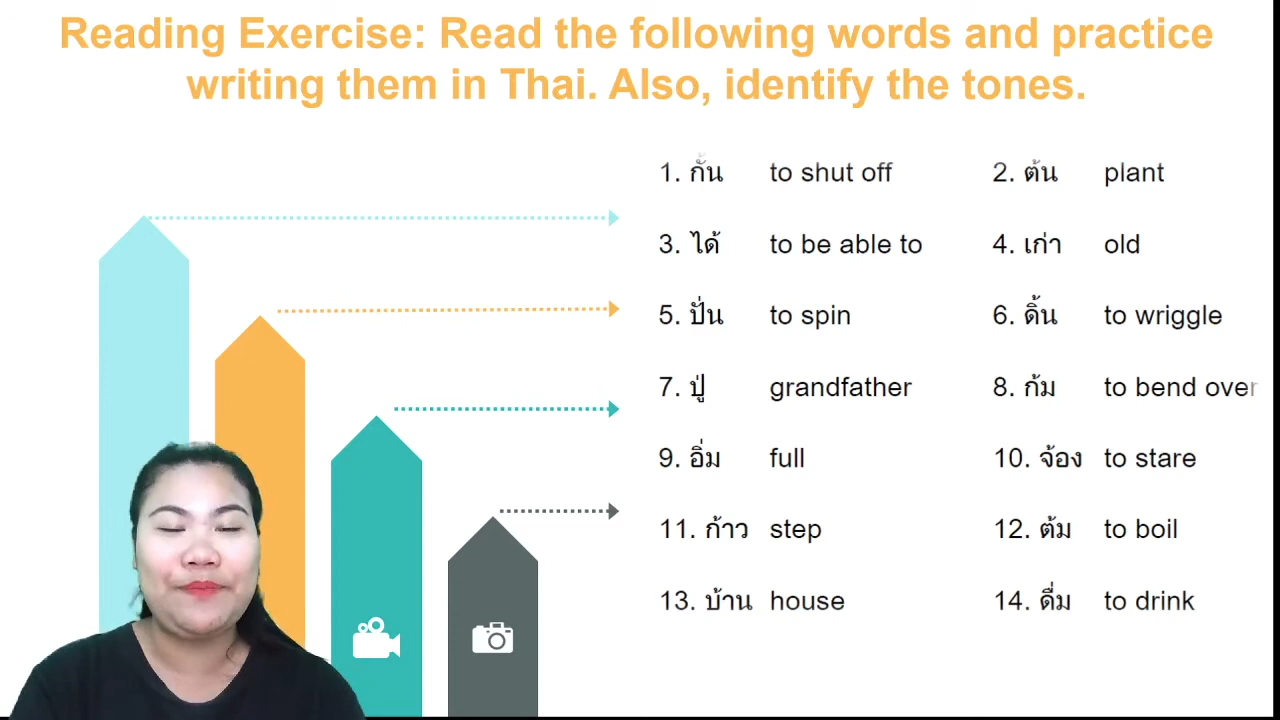 Reading Exercise: Read the following words and practice
writing them in Thai. Also, identify the tones.
1. กั้น to shut off 2. ต้น plant
3. ได้ to be able to 4. เก่า old
5. ปั่น to spin 6. ดิ้น to wriggle
7. ปู่ grandfather 8. ก้ม to bend over
9. อิ่ม full 10. จ้อง to stare
11. ก้าว step 12. ต้ม to boil
13. บ้าน house 14. ดื่ม to drink